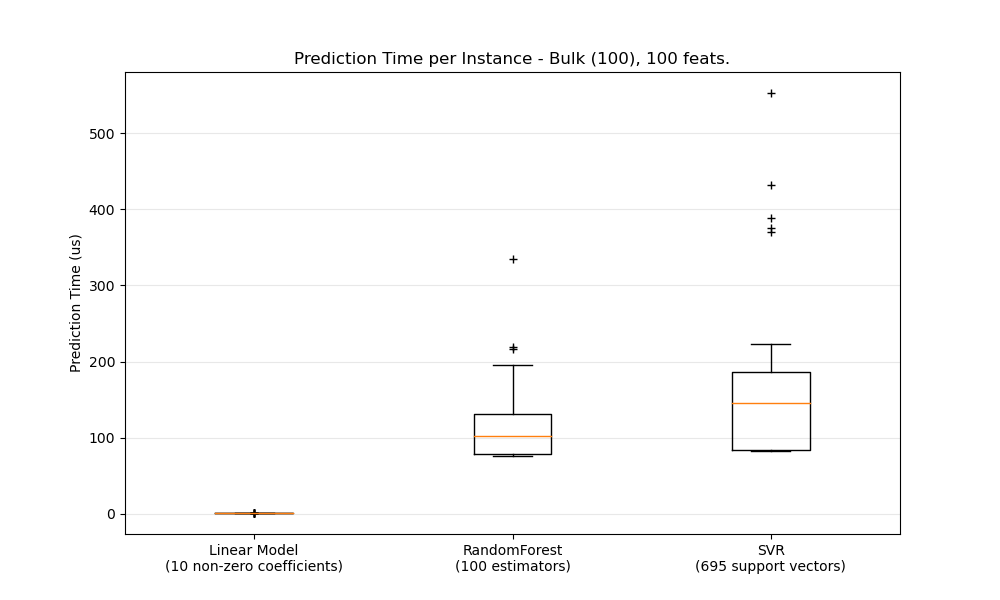 Prediction Time per Instance - Bulk (100), 100 feats.
Prediction Time (us)
500
400
300
200
100
0
Linear Model
(10 non-zero coefficients)
RandomForest
(100 estimators)
SVR
(695 support vectors)